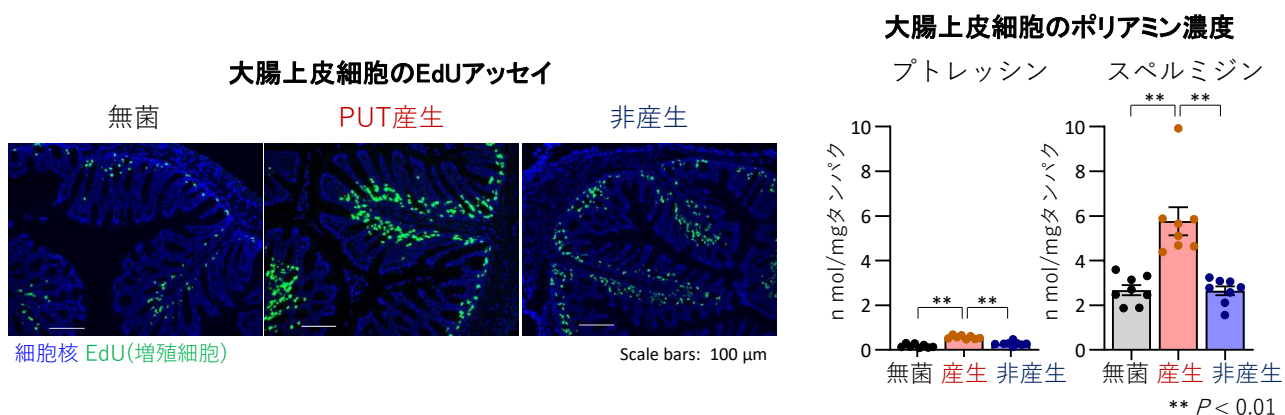 大腸上皮細胞のEdUアッセイ
無菌
PUT産生
非産生
細胞核 EdU(増殖細胞)
Scale bars: 100 μm
大腸上皮細胞のポリアミン濃度
プトレッシン
n mol/mgタンパク
10
8
6
4
2
0
**
**
無菌 産生 非産生
スペルミジン
n mol/mgタンパク
10
8
6
4
2
0
**
**
無菌 産生 非産生
** P < 0.01